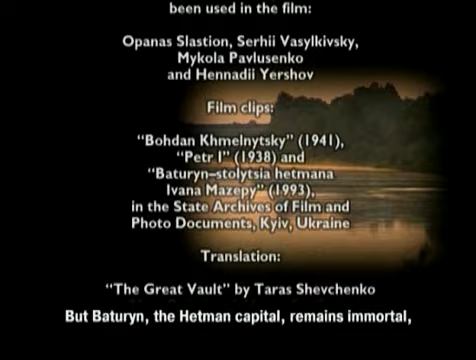 been used in the film:
Opanas Slastion, Serhii Vasylkivsky,
Mykola Pavlusenko
and Hennadii Yershov
Film clips:
“Bohdan Khmelnytsky” (1941),
“Petr I” (1938) and
“Baturyn–stolytsia hetmana
Ivana Mazepy” (1993),
in the State Archives of Film and
Photo Documents, Kyiv, Ukraine
Translation:
“The Great Vault” by Taras Shevchenko
But Baturyn, the Hetman capital, remains immortal,